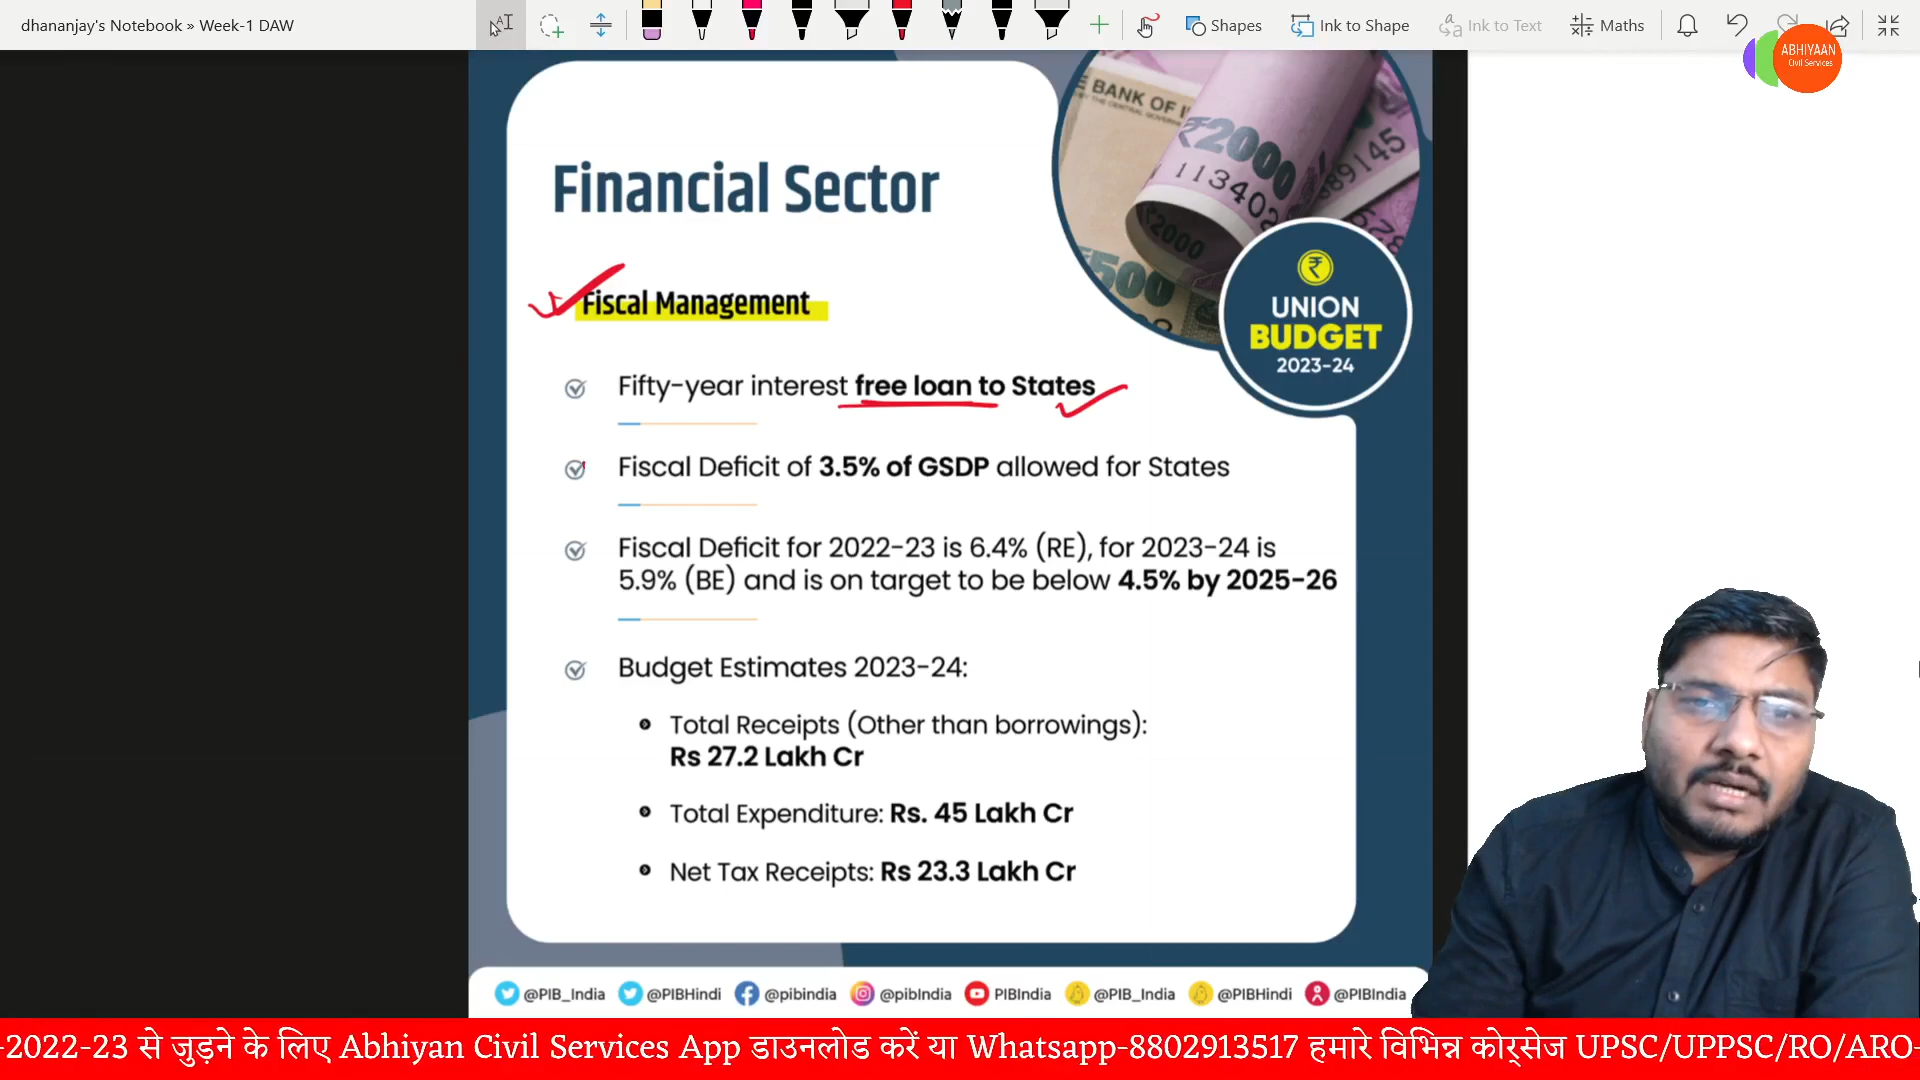 dhananjay's Notebook » Week-1 DAW
Shapes
Ink to Shape
Ink to Text
Maths
ABHIYAAN
Civil Services
BANK OF
₹2000
113402
₹2000
₹500
Financial Sector
UNION
BUDGET
2023-24
Fiscal Management
Fifty-year interest free loan to States
Fiscal Deficit of 3.5% of GSDP allowed for States
Fiscal Deficit for 2022-23 is 6.4% (RE), for 2023-24 is
5.9% (BE) and is on target to be below 4.5% by 2025-26
Budget Estimates 2023-24:
Total Receipts (Other than borrowings):
Rs 27.2 Lakh Cr
Total Expenditure: Rs. 45 Lakh Cr
Net Tax Receipts: Rs 23.3 Lakh Cr
@PIB_India @PIBHindi @pibindia @pibIndia PIBIndia @PIB_India @PIBHindi @PIBIndia
-2022-23 से जुड़ने के लिए Abhiyan Civil Services App डाउनलोड करें या Whatsapp-8802913517 हमारे विभिन्न कोर्सेज UPSC/UPPSC/RO/ARO-